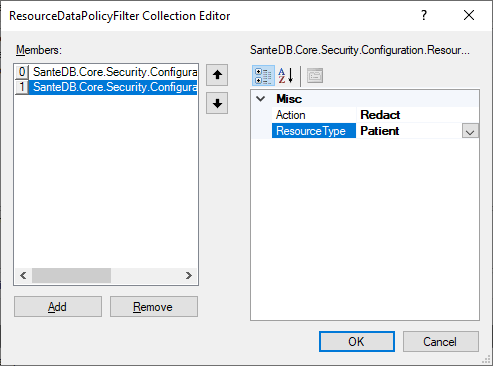 ResourceDataPolicyFilter Collection Editor
? ×
Members:
0 SanteDB.Core.Security.Configura
1 SanteDB.Core.Security.Configura
Add Remove
SanteDB.Core.Security.Configuration.Resour...
Misc
Action Redact
ResourceType Patient
OK Cancel